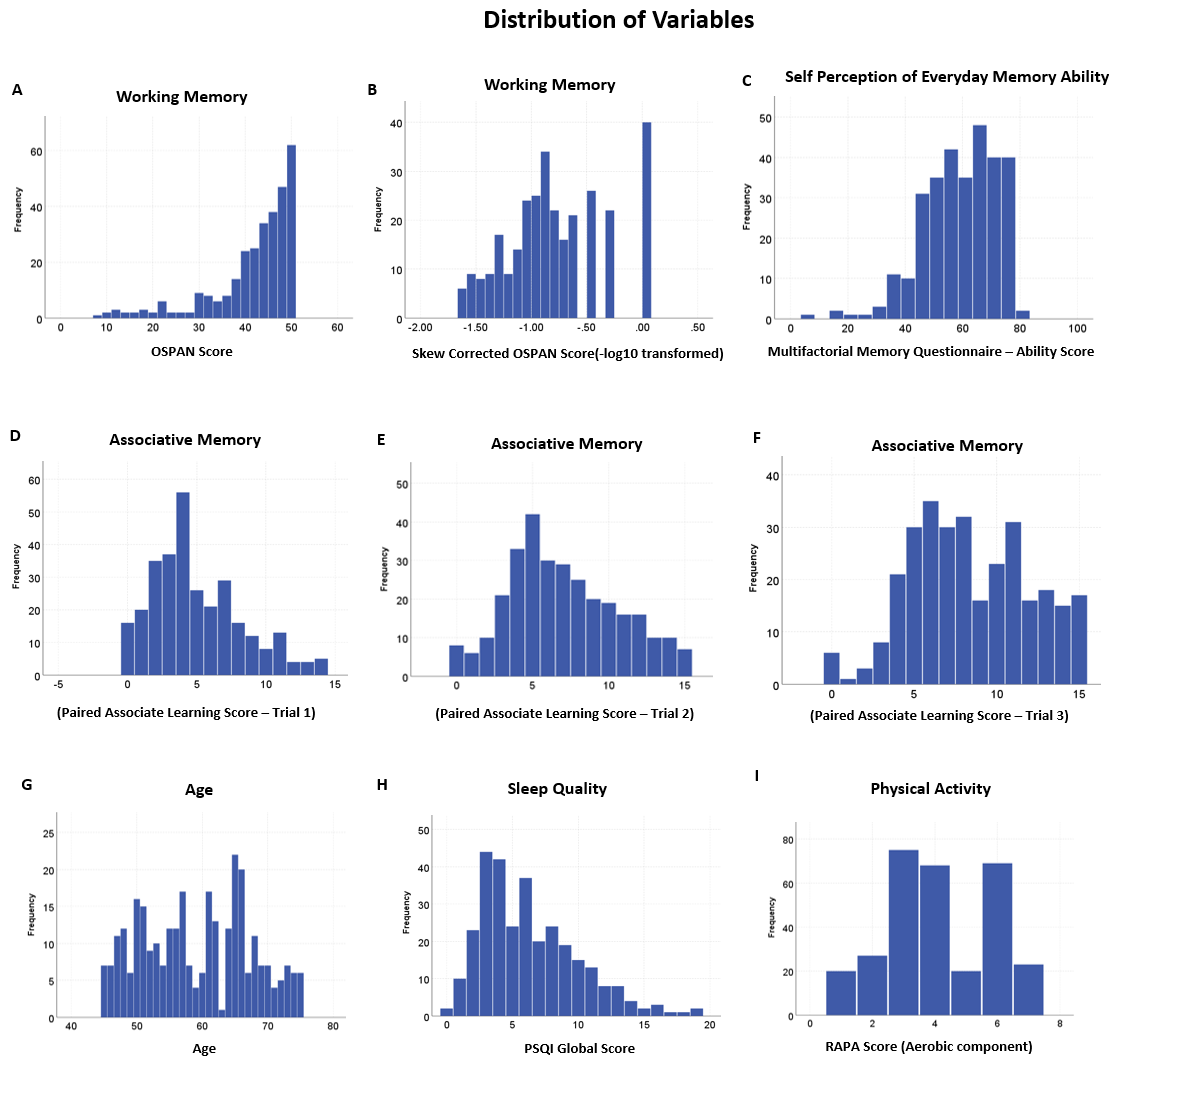 Distribution of Variables
A
Working Memory
Frequency
60
40
20
0
0 10 20 30 40 50 60
OSPAN Score
B
Working Memory
Frequency
40
30
20
10
0
-2.00 -1.50 -1.00 -.50 .00 .50
Skew Corrected OSPAN Score(-log10 transformed)
C
Self Perception of Everyday Memory Ability
Frequency
50
40
30
20
10
0
0 20 40 60 80 100
Multifactorial Memory Questionnaire – Ability Score
D
Associative Memory
Frequency
60
50
40
30
20
10
0
-5 0 5 10 15
(Paired Associate Learning Score – Trial 1)
E
Associative Memory
Frequency
50
40
30
20
10
0
0 5 10 15
(Paired Associate Learning Score – Trial 2)
F
Associative Memory
Frequency
40
30
20
10
0
0 5 10 15
(Paired Associate Learning Score – Trial 3)
G
Age
Frequency
25
20
15
10
5
0
40 50 60 70 80
Age
H
Sleep Quality
Frequency
50
40
30
20
10
0
0 5 10 15 20
PSQI Global Score
I
Physical Activity
Frequency
80
60
40
20
0
0 2 4 6 8
RAPA Score (Aerobic component)